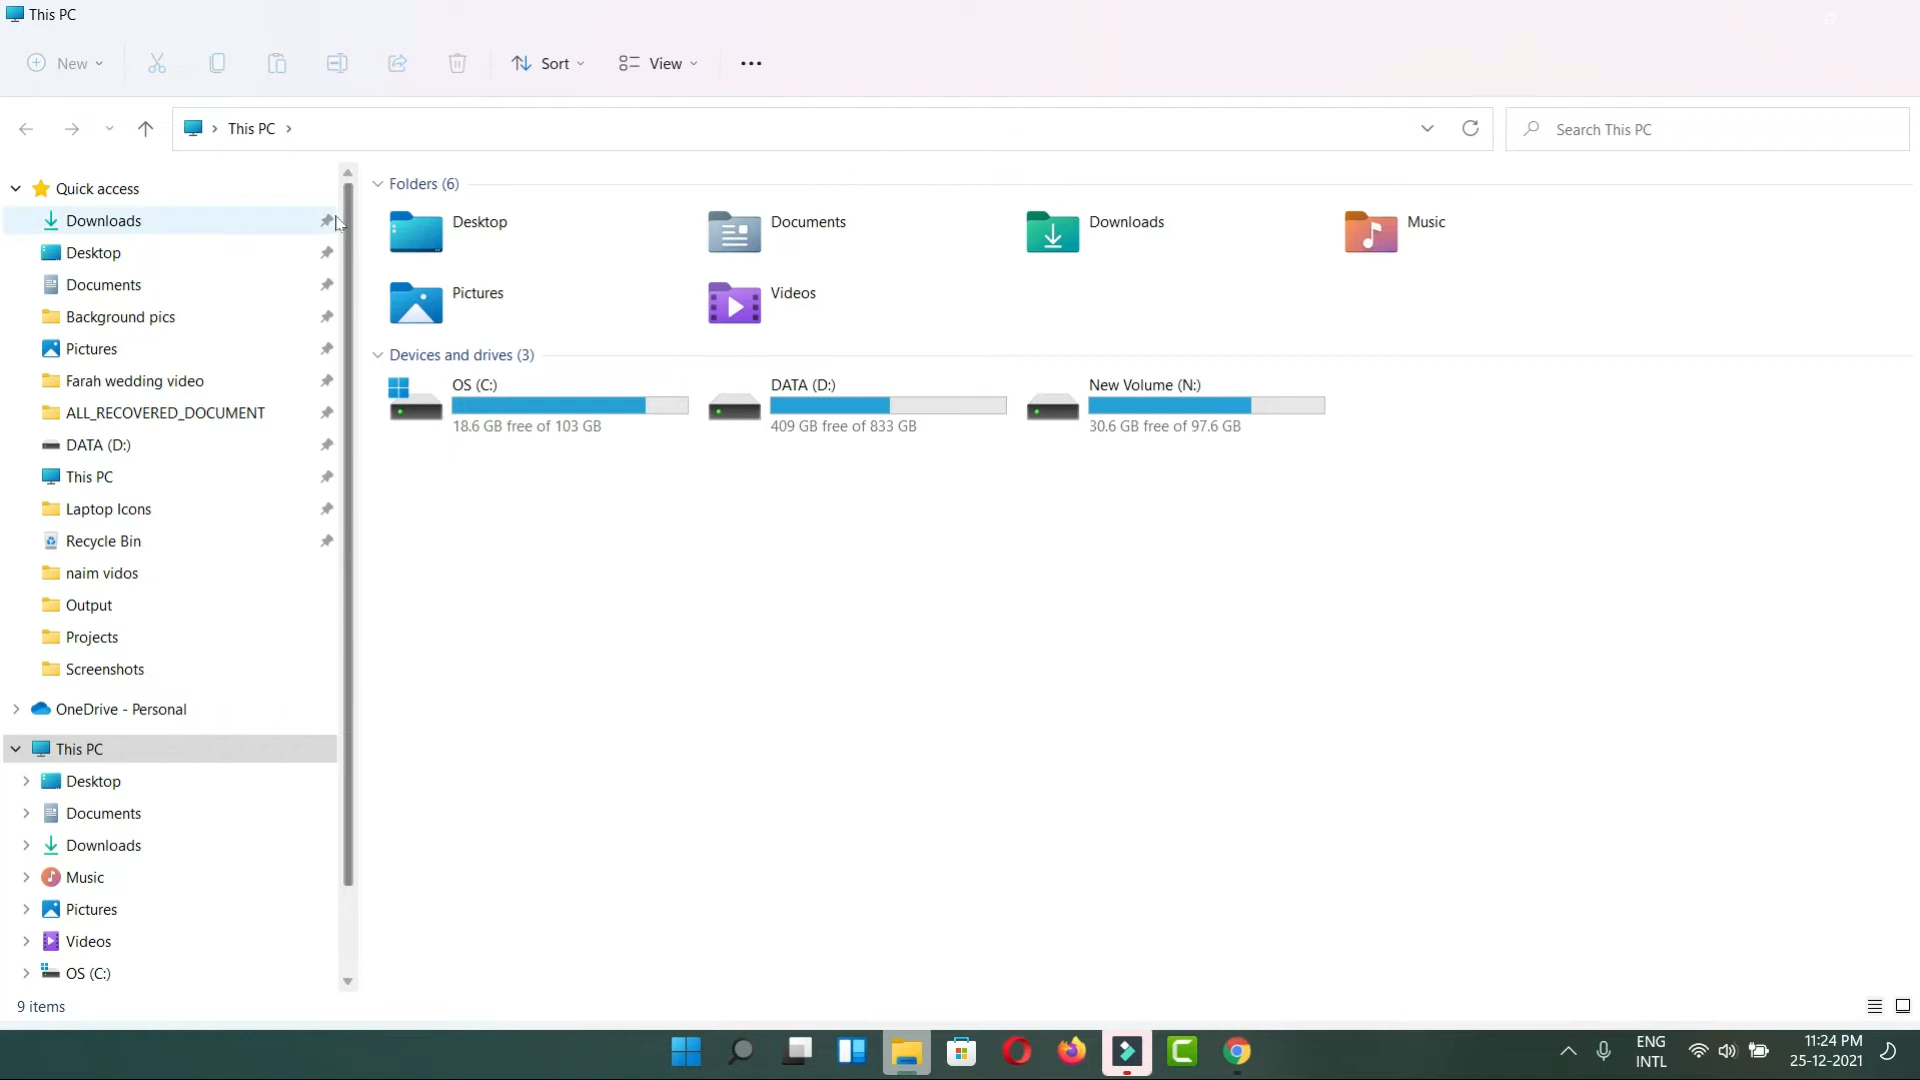 This PC
New
Sort
View
This PC
Search This PC
Quick access
Downloads
Desktop
Documents
Background pics
Pictures
Farah wedding video
ALL_RECOVERED_DOCUMENT
DATA (D:)
This PC
Laptop Icons
Recycle Bin
naim vidos
Output
Projects
Screenshots
OneDrive - Personal
This PC
Desktop
Documents
Downloads
Music
Pictures
Videos
OS (C:)
9 items
Folders (6)
Desktop
Documents
Downloads
Music
Pictures
Videos
Devices and drives (3)
OS (C:)
18.6 GB free of 103 GB
DATA (D:)
409 GB free of 833 GB
New Volume (N:)
30.6 GB free of 97.6 GB
ENG
INTL
11:24 PM
25-12-2021